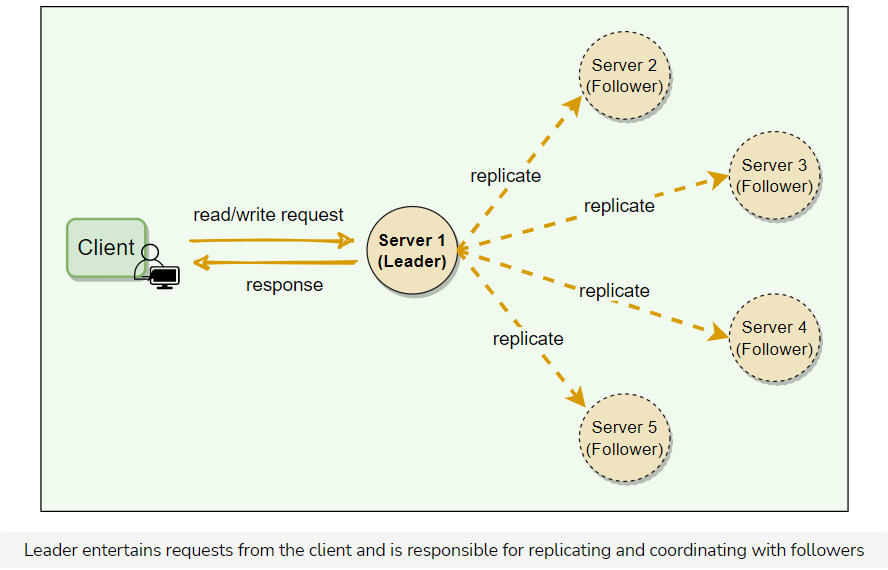 Server 2
(Follower)
Server 3
(Follower)
replicate
replicate
read/write request
Client
Server 1
(Leader)
response
replicate
Server 4
(Follower)
replicate
Server 5
(Follower)
Leader entertains requests from the client and is responsible for replicating and coordinating with followers